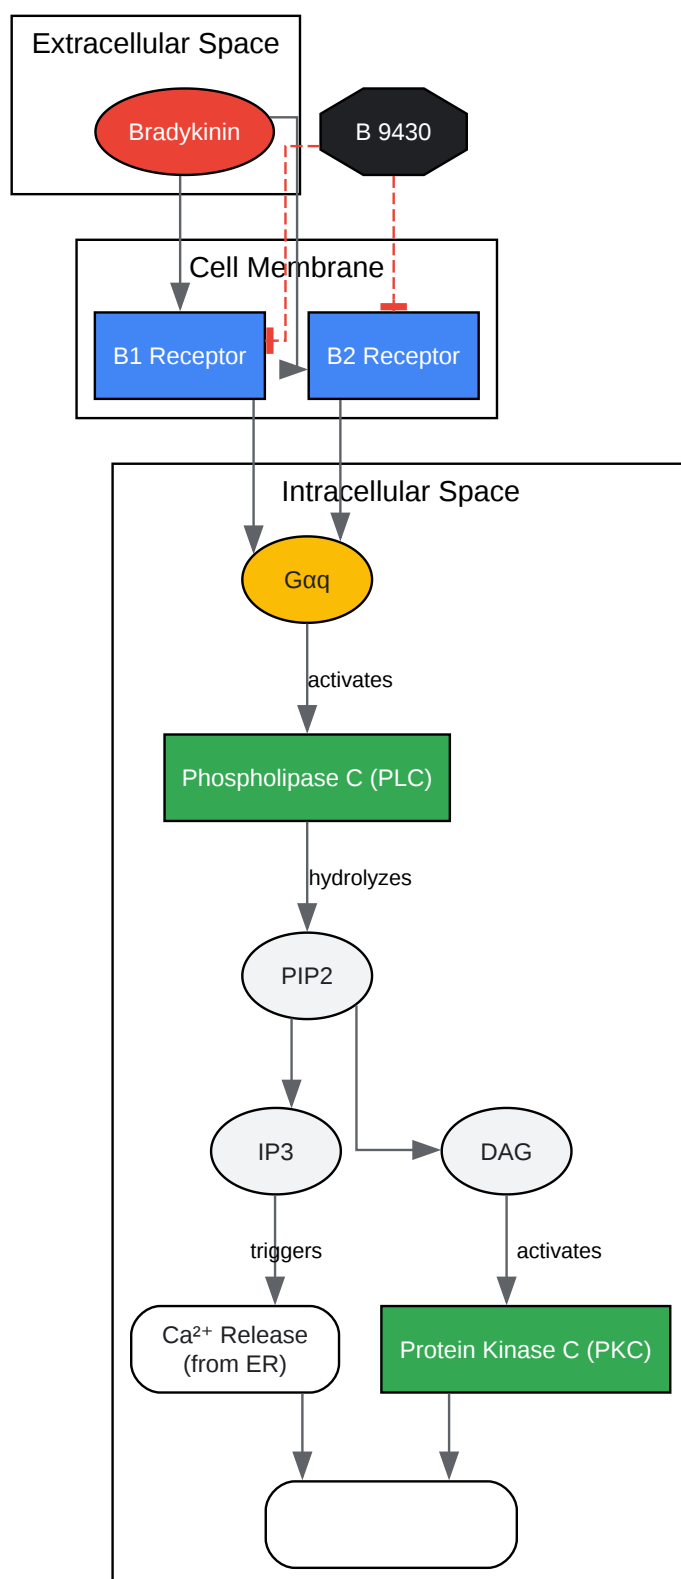 Extracellular Space
Bradykinin
B 9430
Cell Membrane
B1 Receptor
B2 Receptor
Intracellular Space
Gαq
activates
Phospholipase C (PLC)
hydrolyzes
PIP2
IP3
DAG
triggers
activates
Ca²⁺ Release
(from ER)
Protein Kinase C (PKC)